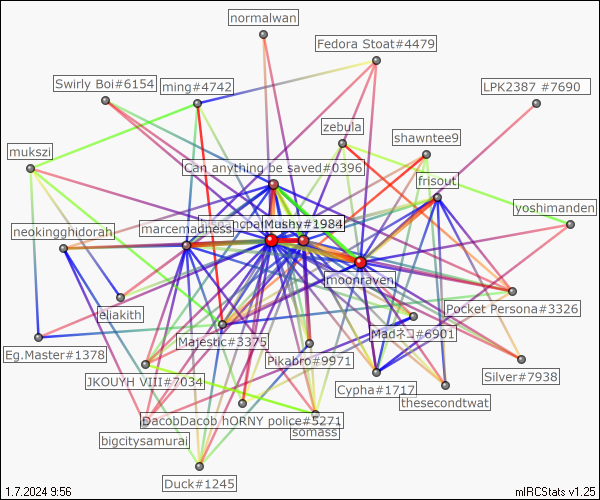 normalwan
Fedora Stoat#4479
Swirly Boi#6154
ming#4742
LPK2387 #7690
zebula
shawntee9
mukszi
Can anything be saved#0396
frisout
yoshimanden
neokingghidorah
marcemadness
Mushy#1984
moonraven
leliakith
Pocket Persona#3326
Majestic#3375
Madネコ#6901
Eg.Master#1378
Pikabro#9971
Silver#7938
JKOUYH VIII#7034
Cypha#1717
thesecondtwat
DacobDacob hORNY police#5271
somass
bigcitysamurai
Duck#1245
1.7.2024 9:56
mIRCStats v1.25